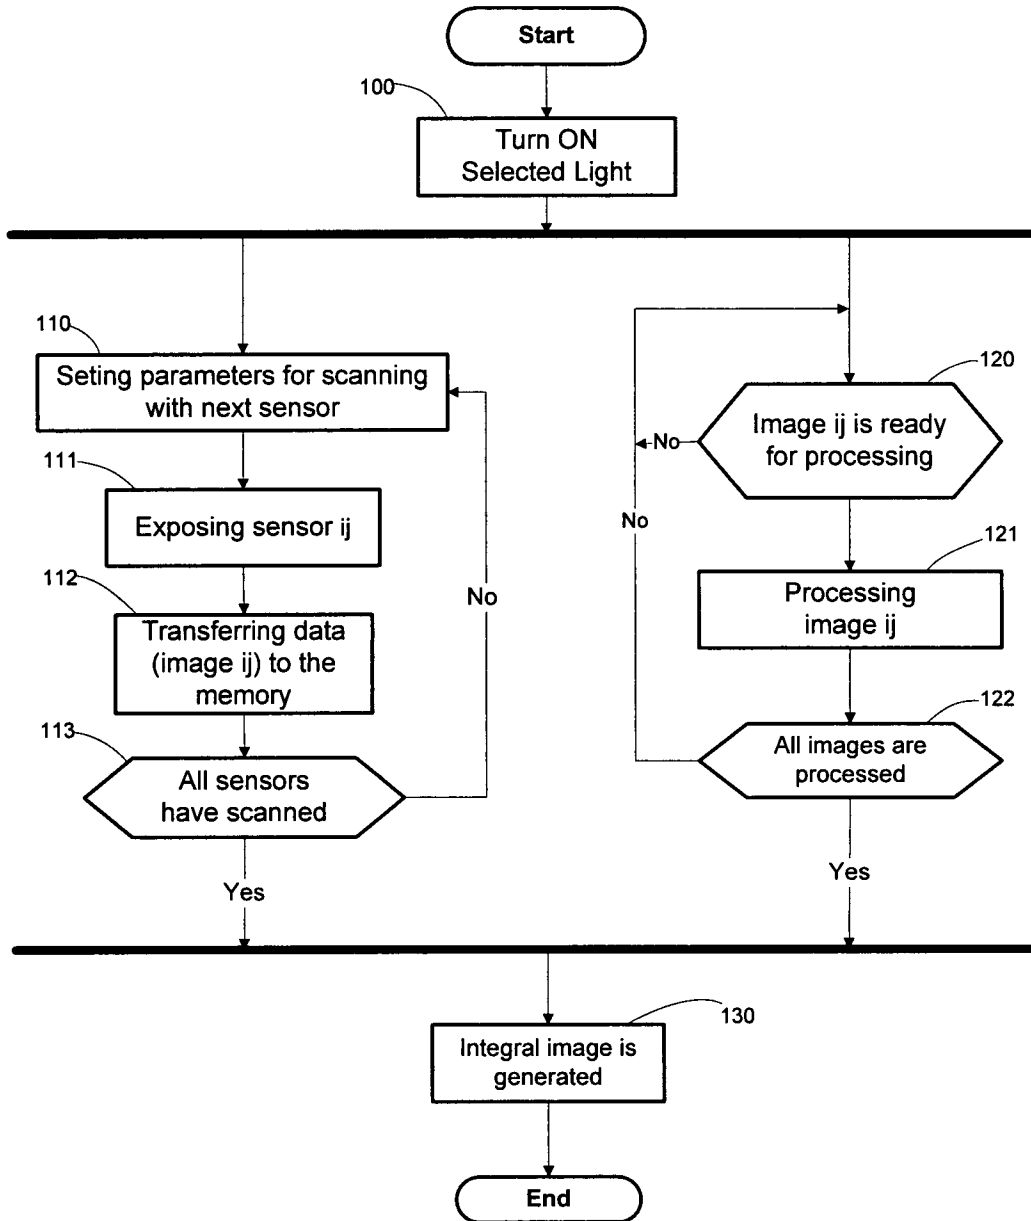 Start
100
Turn ON
Selected Light
110
Seting parameters for scanning
with next sensor
111
Exposing sensor ij
112
Transferring data
(image ij) to the
memory
113
All sensors
have scanned
No
Yes
120
Image ij is ready
for processing
No
No
121
Processing
image ij
122
All images are
processed
Yes
130
Integral image is
generated
End